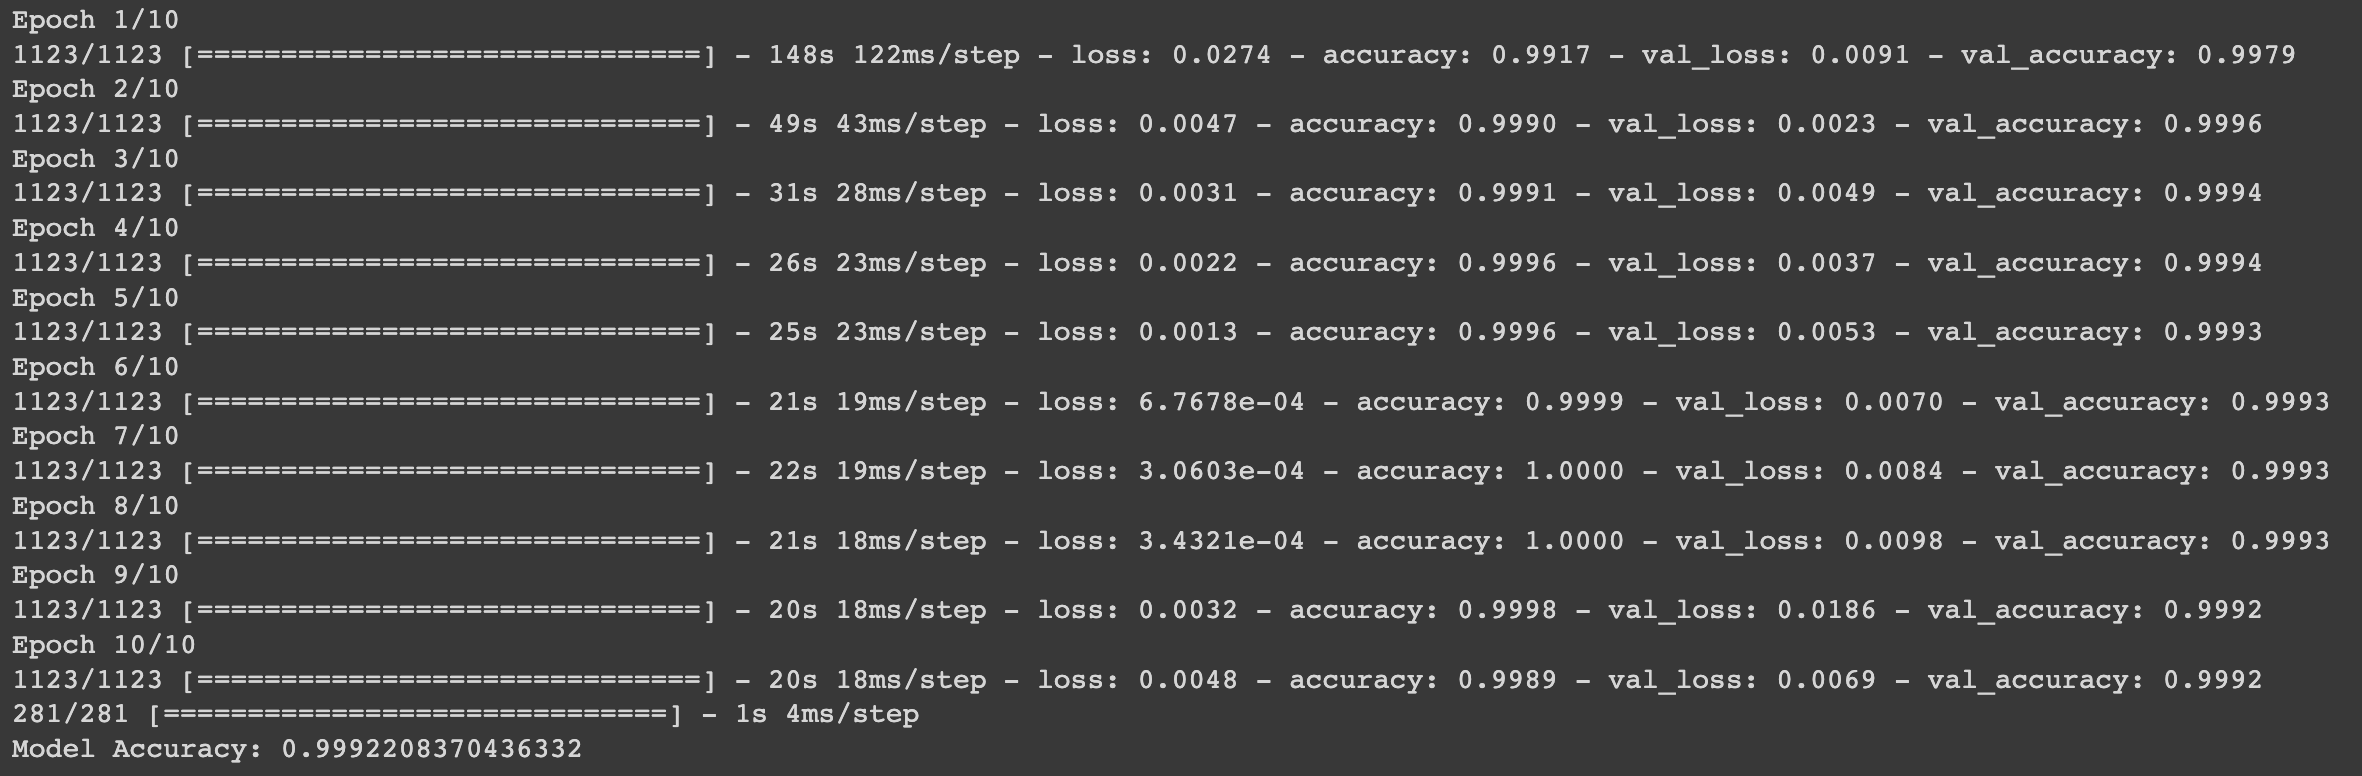 Epoch 1/10
1123/1123 [==============================] - 148s 122ms/step - loss: 0.0274 - accuracy: 0.9917 - val_loss: 0.0091 - val_accuracy: 0.9979
Epoch 2/10
1123/1123 [==============================] - 49s 43ms/step - loss: 0.0047 - accuracy: 0.9990 - val_loss: 0.0023 - val_accuracy: 0.9996
Epoch 3/10
1123/1123 [==============================] - 31s 28ms/step - loss: 0.0031 - accuracy: 0.9991 - val_loss: 0.0049 - val_accuracy: 0.9994
Epoch 4/10
1123/1123 [==============================] - 26s 23ms/step - loss: 0.0022 - accuracy: 0.9996 - val_loss: 0.0037 - val_accuracy: 0.9994
Epoch 5/10
1123/1123 [==============================] - 25s 23ms/step - loss: 0.0013 - accuracy: 0.9996 - val_loss: 0.0053 - val_accuracy: 0.9993
Epoch 6/10
1123/1123 [==============================] - 21s 19ms/step - loss: 6.7678e-04 - accuracy: 0.9999 - val_loss: 0.0070 - val_accuracy: 0.9993
Epoch 7/10
1123/1123 [==============================] - 22s 19ms/step - loss: 3.0603e-04 - accuracy: 1.0000 - val_loss: 0.0084 - val_accuracy: 0.9993
Epoch 8/10
1123/1123 [==============================] - 21s 18ms/step - loss: 3.4321e-04 - accuracy: 1.0000 - val_loss: 0.0098 - val_accuracy: 0.9993
Epoch 9/10
1123/1123 [==============================] - 20s 18ms/step - loss: 0.0032 - accuracy: 0.9998 - val_loss: 0.0186 - val_accuracy: 0.9992
Epoch 10/10
1123/1123 [==============================] - 20s 18ms/step - loss: 0.0048 - accuracy: 0.9989 - val_loss: 0.0069 - val_accuracy: 0.9992
281/281 [==============================] - 1s 4ms/step
Model Accuracy: 0.9992208370436332